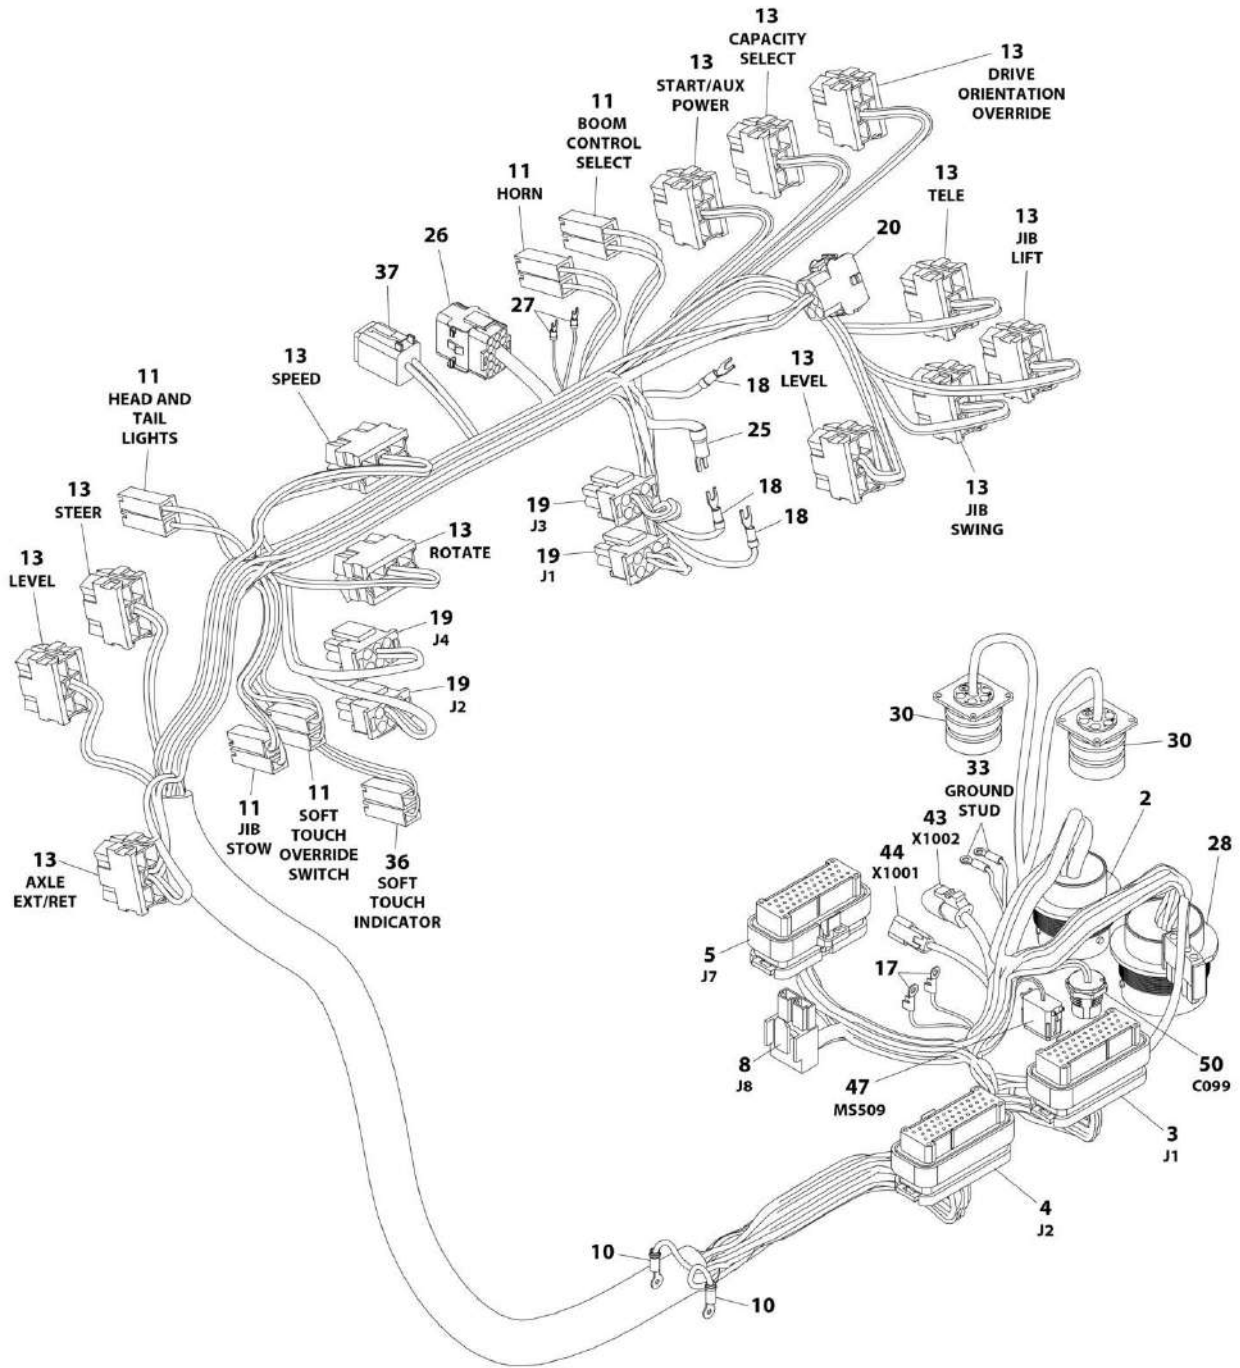 13
CAPACITY
SELECT
13
DRIVE
ORIENTATION
OVERRIDE
13
START/AUX
POWER
11
BOOM
CONTROL
SELECT
11
HORN
13
TELE
13
JIB
LIFT
20
26
37
27
13
SPEED
11
HEAD AND
TAIL
LIGHTS
18
13
LEVEL
25
13
STEER
19
J3
18
18
13
JIB
SWING
13
ROTATE
19
J1
13
LEVEL
19
J4
19
J2
30
30
33
GROUND
STUD
2
43
X1002
28
44
X1001
11
JIB
STOW
11
SOFT
TOUCH
OVERRIDE
SWITCH
36
SOFT
TOUCH
INDICATOR
13
AXLE
EXT/RET
5
J7
17
8
J8
47
MS509
50
C099
3
J1
4
J2
10
10